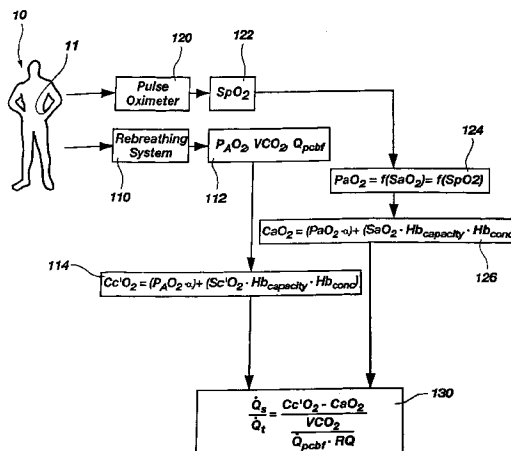 10
11
120
122
Pulse
Oximeter
SpO2
Rebreathing
System
PAO2, VCO2, Qpcbf
124
110
112
PaO2 = f(SaO2)= f(SpO2)
CaO2 = (PaO2·α) + (SaO2 · Hbcapacity · Hbconc)
126
114
Cc'O2 = (PAO2·α) + (Sc'O2 · Hbcapacity · Hbconc)
130
Q̇s / Q̇t = (Cc'O2 - CaO2) / (VCO2 / (Q̇pcbf · RQ))